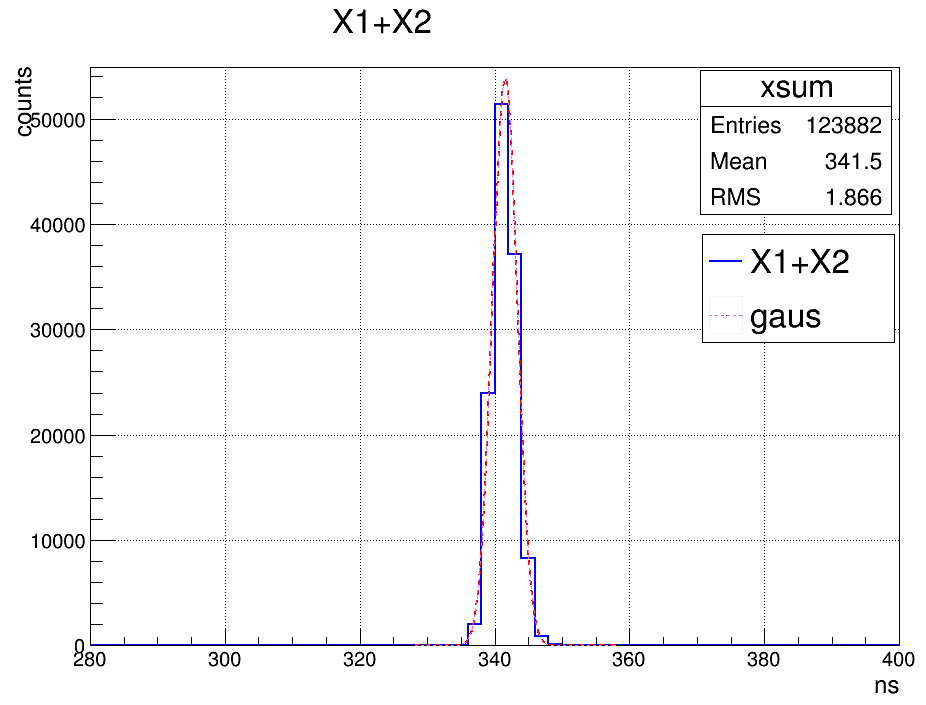 X1+X2
counts
50000
40000
30000
20000
10000
0
280 300 320 340 360 380 400
ns
xsum
Entries 123882
Mean 341.5
RMS 1.866
X1+X2
gaus